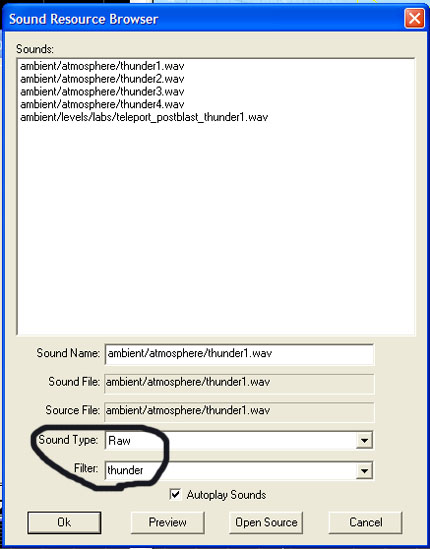 Sound Resource Browser
Sounds:
ambient/atmosphere/thunder1.wav
ambient/atmosphere/thunder2.wav
ambient/atmosphere/thunder3.wav
ambient/atmosphere/thunder4.wav
ambient/levels/labs/teleport_postblast_thunder1.wav
Sound Name: ambient/atmosphere/thunder1.wav
Sound File: ambient/atmosphere/thunder1.wav
Source File: ambient/atmosphere/thunder1.wav
Sound Type: Raw
Filter: thunder
Autoplay Sounds
Ok Preview Open Source Cancel